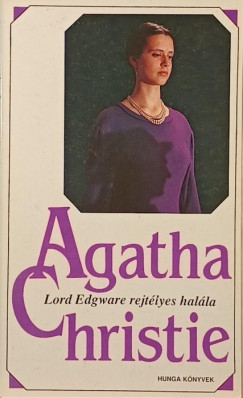 Agatha
Lord Edgware rejtélyes halála
Christie
HUNGA KÖNYVEK